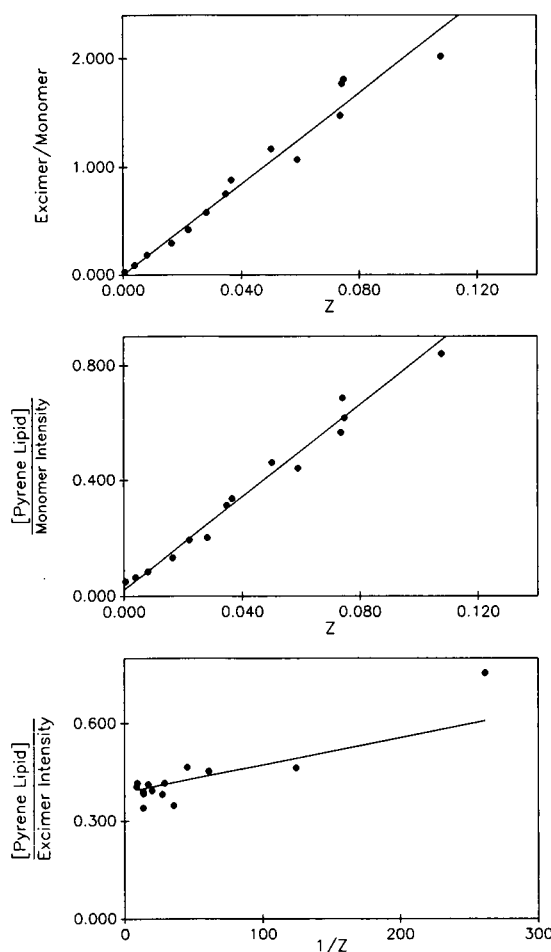 Excimer/Monomer
2.000
1.000
0.000
0.000 0.040 0.080 0.120
Z
[Pyrene Lipid]
Monomer Intensity
0.800
0.400
0.000
0.000 0.040 0.080 0.120
Z
[Pyrene Lipid]
Excimer Intensity
0.600
0.300
0.000
0 100 200 300
1/Z